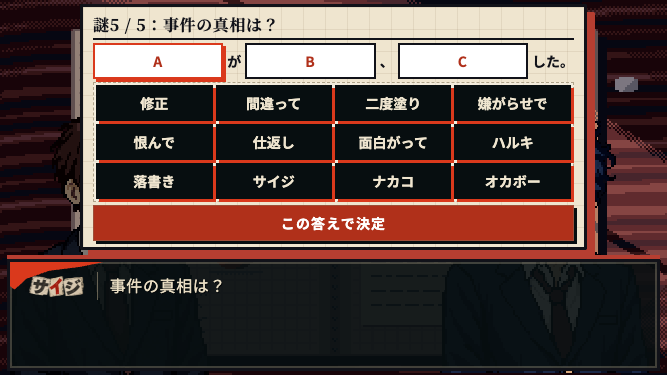 謎5 / 5：事件の真相は？
A が B 、 C した。
修正 間違って 二度塗り 嫌がらせで
恨んで 仕返し 面白がって ハルキ
落書き サイジ ナカコ オカボー
この答えで決定
サイジ 事件の真相は？